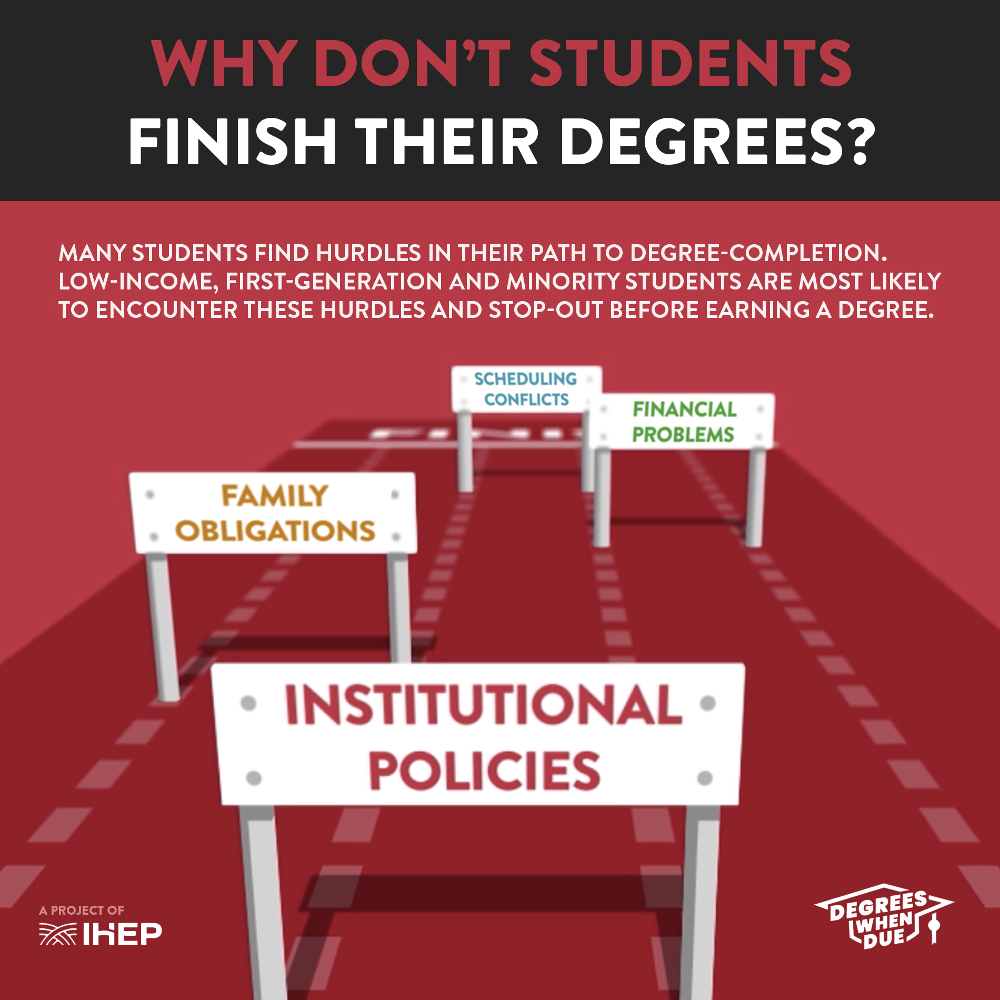 WHY DON'T STUDENTS
FINISH THEIR DEGREES?
MANY STUDENTS FIND HURDLES IN THEIR PATH TO DEGREE-COMPLETION.
LOW-INCOME, FIRST-GENERATION AND MINORITY STUDENTS ARE MOST LIKELY
TO ENCOUNTER THESE HURDLES AND STOP-OUT BEFORE EARNING A DEGREE.
SCHEDULING
CONFLICTS
FINANCIAL
PROBLEMS
FAMILY
OBLIGATIONS
INSTITUTIONAL
POLICIES
A PROJECT OF
IHEP
DEGREES
WHEN
DUE